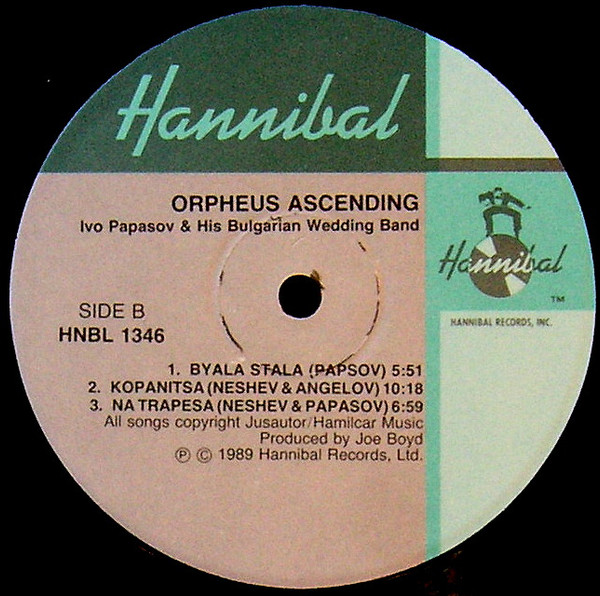 Hannibal
ORPHEUS ASCENDING
Ivo Papasov & His Bulgarian Wedding Band
Hannibal
TM
HANNIBAL RECORDS, INC.
SIDE B
HNBL 1346
1. BYALA STALA (PAPSOV) 5:51
2. KOPANITSA (NESHEV & ANGELOV) 10:18
3. NA TRAPESA (NESHEV & PAPASOV) 6:59
All songs copyright Jusautor/Hamilcar Music
Produced by Joe Boyd
Ⓟ © 1989 Hannibal Records, Ltd.